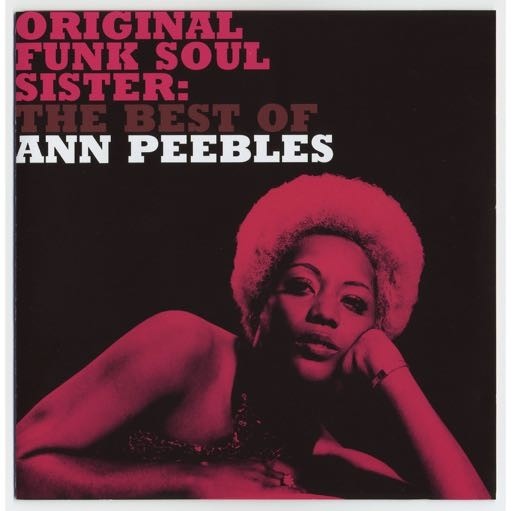 ORIGINAL
FUNK SOUL
SISTER:
THE BEST OF
ANN PEEBLES